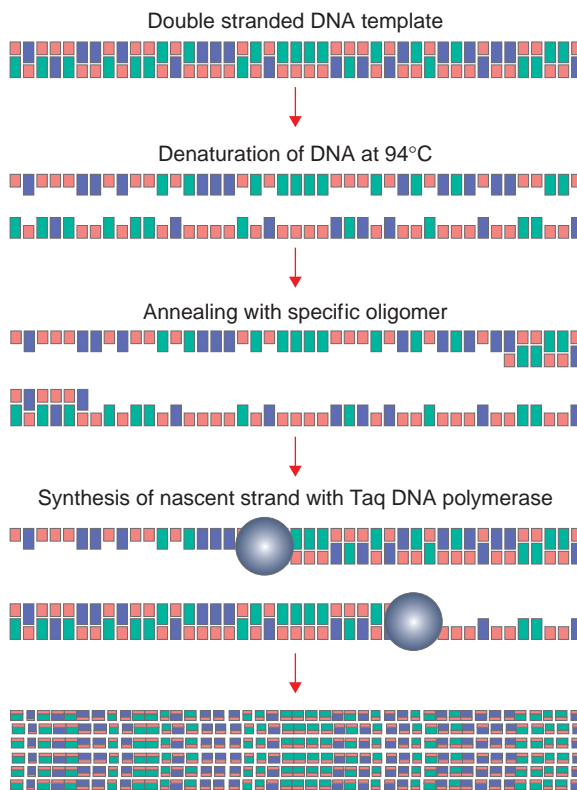 Double stranded DNA template
Denaturation of DNA at 94°C
Annealing with specific oligomer
Synthesis of nascent strand with Taq DNA polymerase